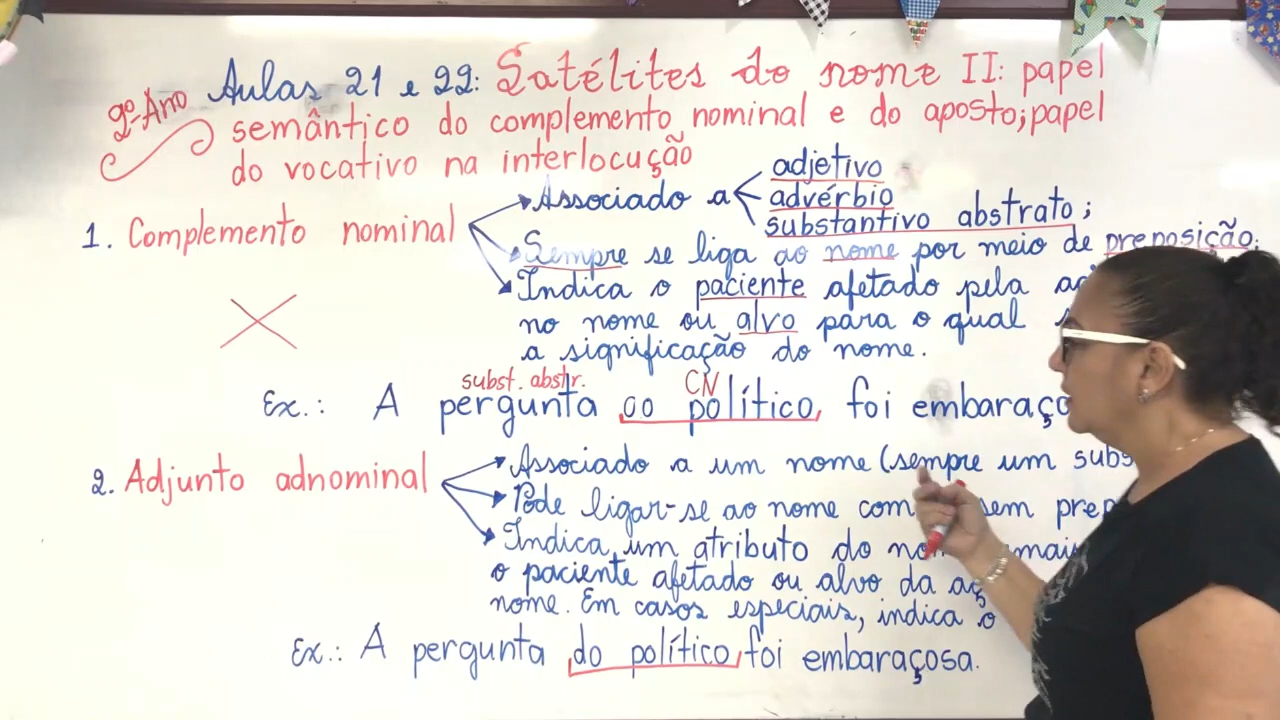 2º Ano
Aulas 21 e 22: Satélites do nome II: papel
semântico do complemento nominal e do aposto; papel
do vocativo na interlocução
1. Complemento nominal
Associado a
adjetivo
advérbio
substantivo abstrato;
Sempre se liga ao nome por meio de preposição;
Indica o paciente afetado pela
no nome ou alvo para o qual
a significação do nome.
subst. abstr. CN
Ex.: A pergunta ao político foi embaraço
2. Adjunto adnominal
Associado a um nome (sempre um subs
Pode ligar-se ao nome com sem prep
Indica um atributo do mais
o paciente afetado ou alvo da
nome. Em casos especiais, indica o
Ex.: A pergunta do político foi embaraçosa.